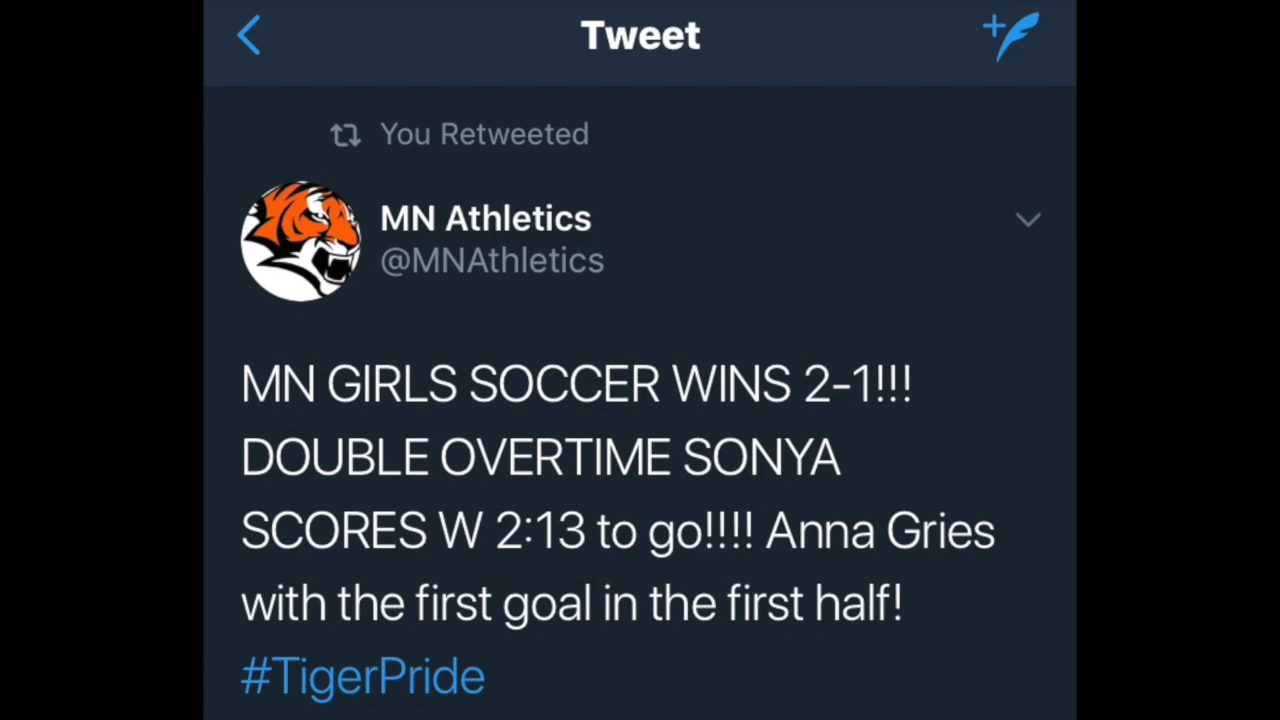 Tweet
You Retweeted
MN Athletics
@MNAthletics
MN GIRLS SOCCER WINS 2-1!!!
DOUBLE OVERTIME SONYA
SCORES W 2:13 to go!!!! Anna Gries
with the first goal in the first half!
#TigerPride